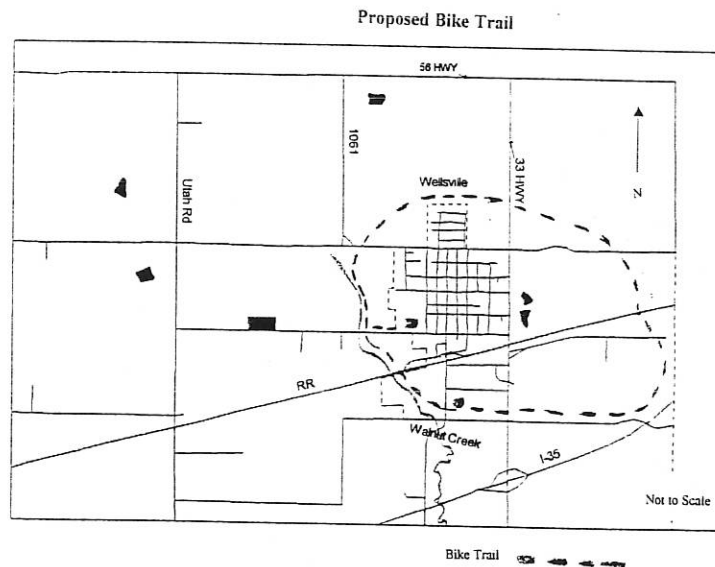 Proposed Bike Trail
56 HWY
1061
33 HWY
N
Utah Rd
Wellsville
RR
Walnut Creek
I-35
Not to Scale
Bike Trail